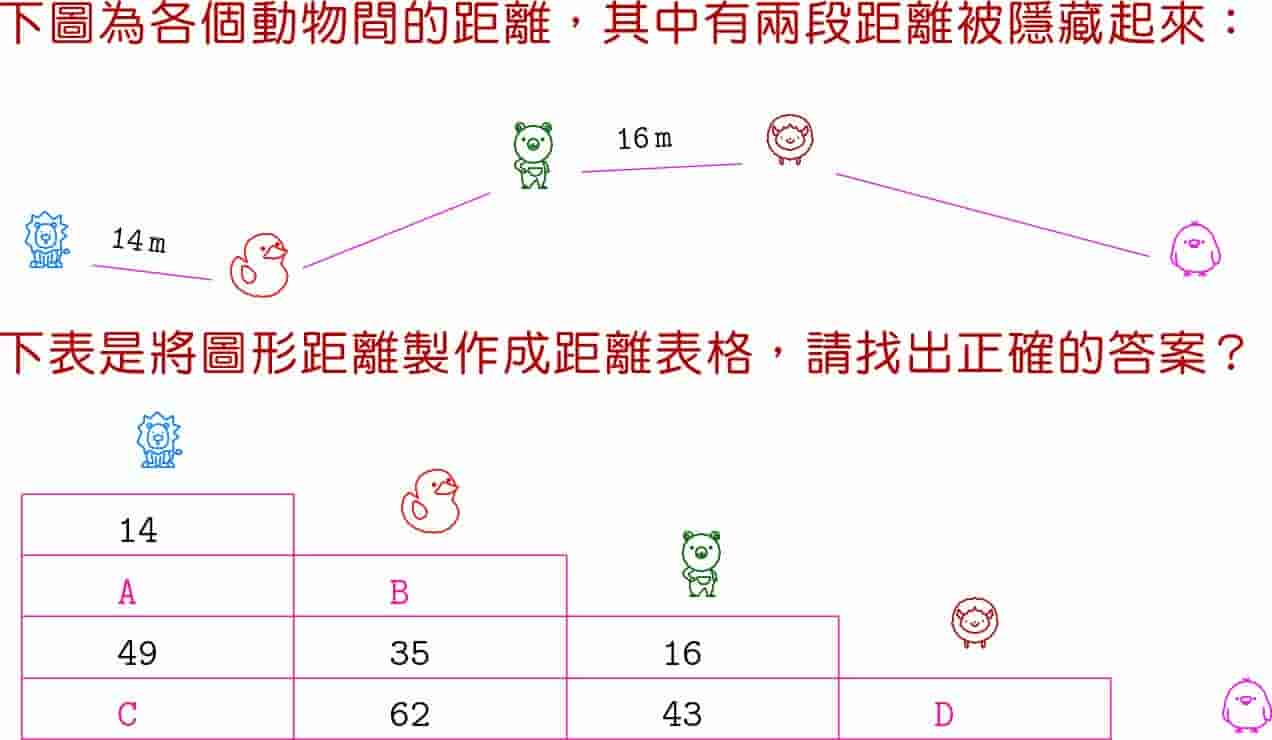 下圖為各個動物間的距離，其中有兩段距離被隱藏起來：
16m
14m
下表是將圖形距離製作成距離表格，請找出正確的答案？
14
A B
49 35 16
C 62 43 D